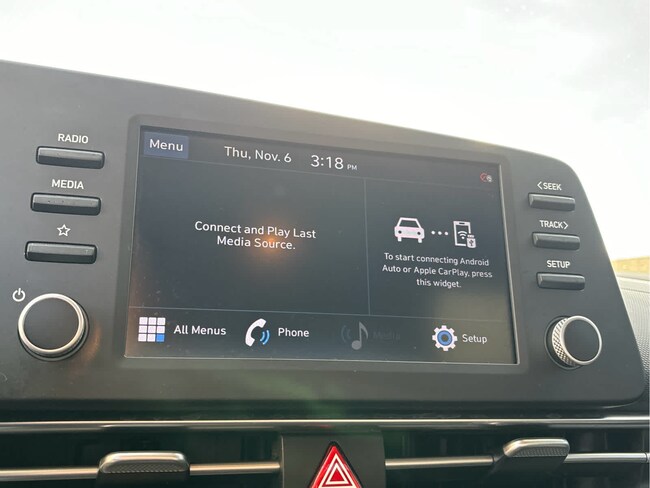 RADIO
MEDIA
Menu
Thu, Nov. 6 3:18 PM
Connect and Play Last
Media Source.
To start connecting Android
Auto or Apple CarPlay, press
this widget.
All Menus
Phone
Media
Setup
<SEEK
TRACK>
SETUP